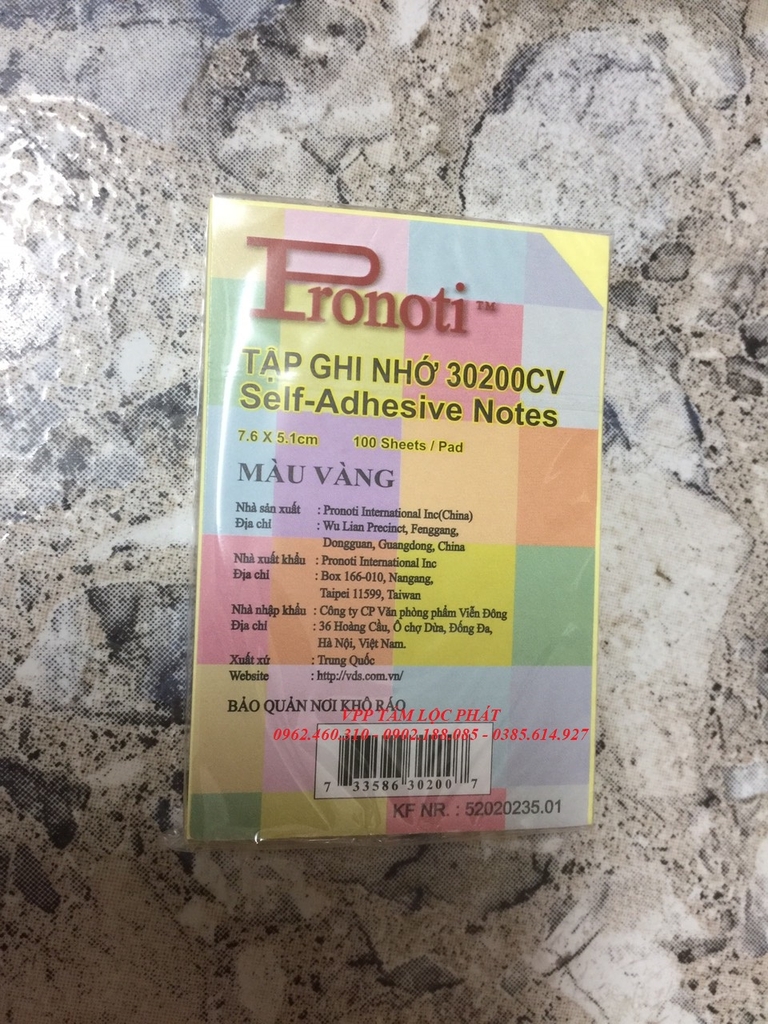 Pronoti™
TẬP GHI NHỚ 30200CV
Self-Adhesive Notes
7.6 X 5.1cm 100 Sheets / Pad
MÀU VÀNG
Nhà sản xuất : Pronoti International Inc(China)
Địa chỉ : Wu Lian Precinct, Fenggang,
Dongguan, Guangdong, China
Nhà xuất khẩu : Pronoti International Inc
Địa chỉ : Box 166-010, Nangang,
Taipei 11599, Taiwan
Nhà nhập khẩu : Công ty CP Văn phòng phẩm Viễn Đông
Địa chỉ : 36 Hoàng Cầu, Ô chợ Dừa, Đống Đa,
Hà Nội, Việt Nam.
Xuất xứ : Trung Quốc
Website : http://vds.com.vn/
BẢO QUẢN NƠI KHÔ RÁO
VPP TÂM LỘC PHÁT
0962.460.310 - 0902.188.085 - 0385.614.927
7 33586 30200 7
KF NR. : 52020235.01